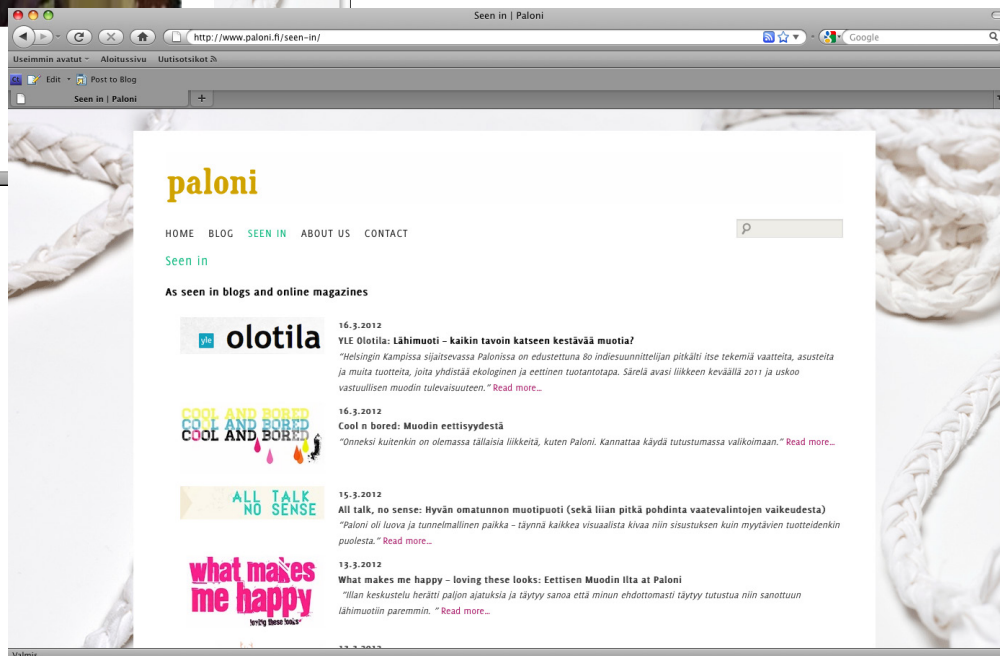 Seen in | Paloni
http://www.paloni.fi/seen-in/
Google
Useimmin avatut
Aloitussivu
Uutisotsikot
Edit
Post to Blog
Seen in | Paloni
+
paloni
HOME BLOG SEEN IN ABOUT US CONTACT
Seen in
As seen in blogs and online magazines
yle olotila
16.3.2012
YLE Olotila: Lähimuoti – kaikin tavoin katseen kestävää muotia?
“Helsingin Kampissa sijaitsevassa Palonissa on edustettuna 80 indiesuunnittelijan pitkälti itse tekemiä vaatteita, asusteita
ja muita tuotteita, joita yhdistää ekologinen ja eettinen tuotantotapa. Särelä avasi liikkeen keväällä 2011 ja uskoo
vastuullisen muodin tulevaisuuteen.” Read more…
COOL AND BORED
COOL AND BORED
COOL AND BORED
16.3.2012
Cool n bored: Muodin eettisyydestä
“Onneksi kuitenkin on olemassa tällaisia liikkeitä, kuten Paloni. Kannattaa käydä tutustumassa valikoimaan.” Read more…
ALL TALK
NO SENSE
15.3.2012
All talk, no sense: Hyvän omatunnon muotipuoti (sekä liian pitkä pohdinta vaatevalintojen vaikeudesta)
“Paloni oli luova ja tunnelmallinen paikka – täynnä kaikkea visuaalista kivaa niin sisustuksen kuin myytävien tuotteidenkin
puolesta.” Read more…
what makes
me happy
loving these looks
13.3.2012
What makes me happy – loving these looks: Eettisen Muodin Ilta at Paloni
“Illan keskustelu herätti paljon ajatuksia ja täytyy sanoa että minun ehdottomasti täytyy tutustua niin sanottuun
lähimuotiin paremmin. ” Read more…
Valmis